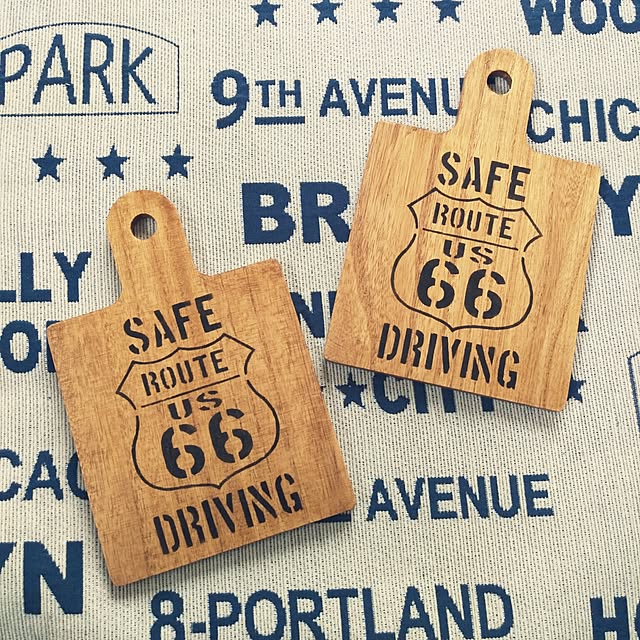 WOO
PARK
9TH AVENU
CHIC
BR
Y
LLY
SAFE
ROUTE
US
66
DRIVING
SAFE
ROUTE
US
66
DRIVING
CITY
CAG
AVENUE
YN
8-PORTLAND
H